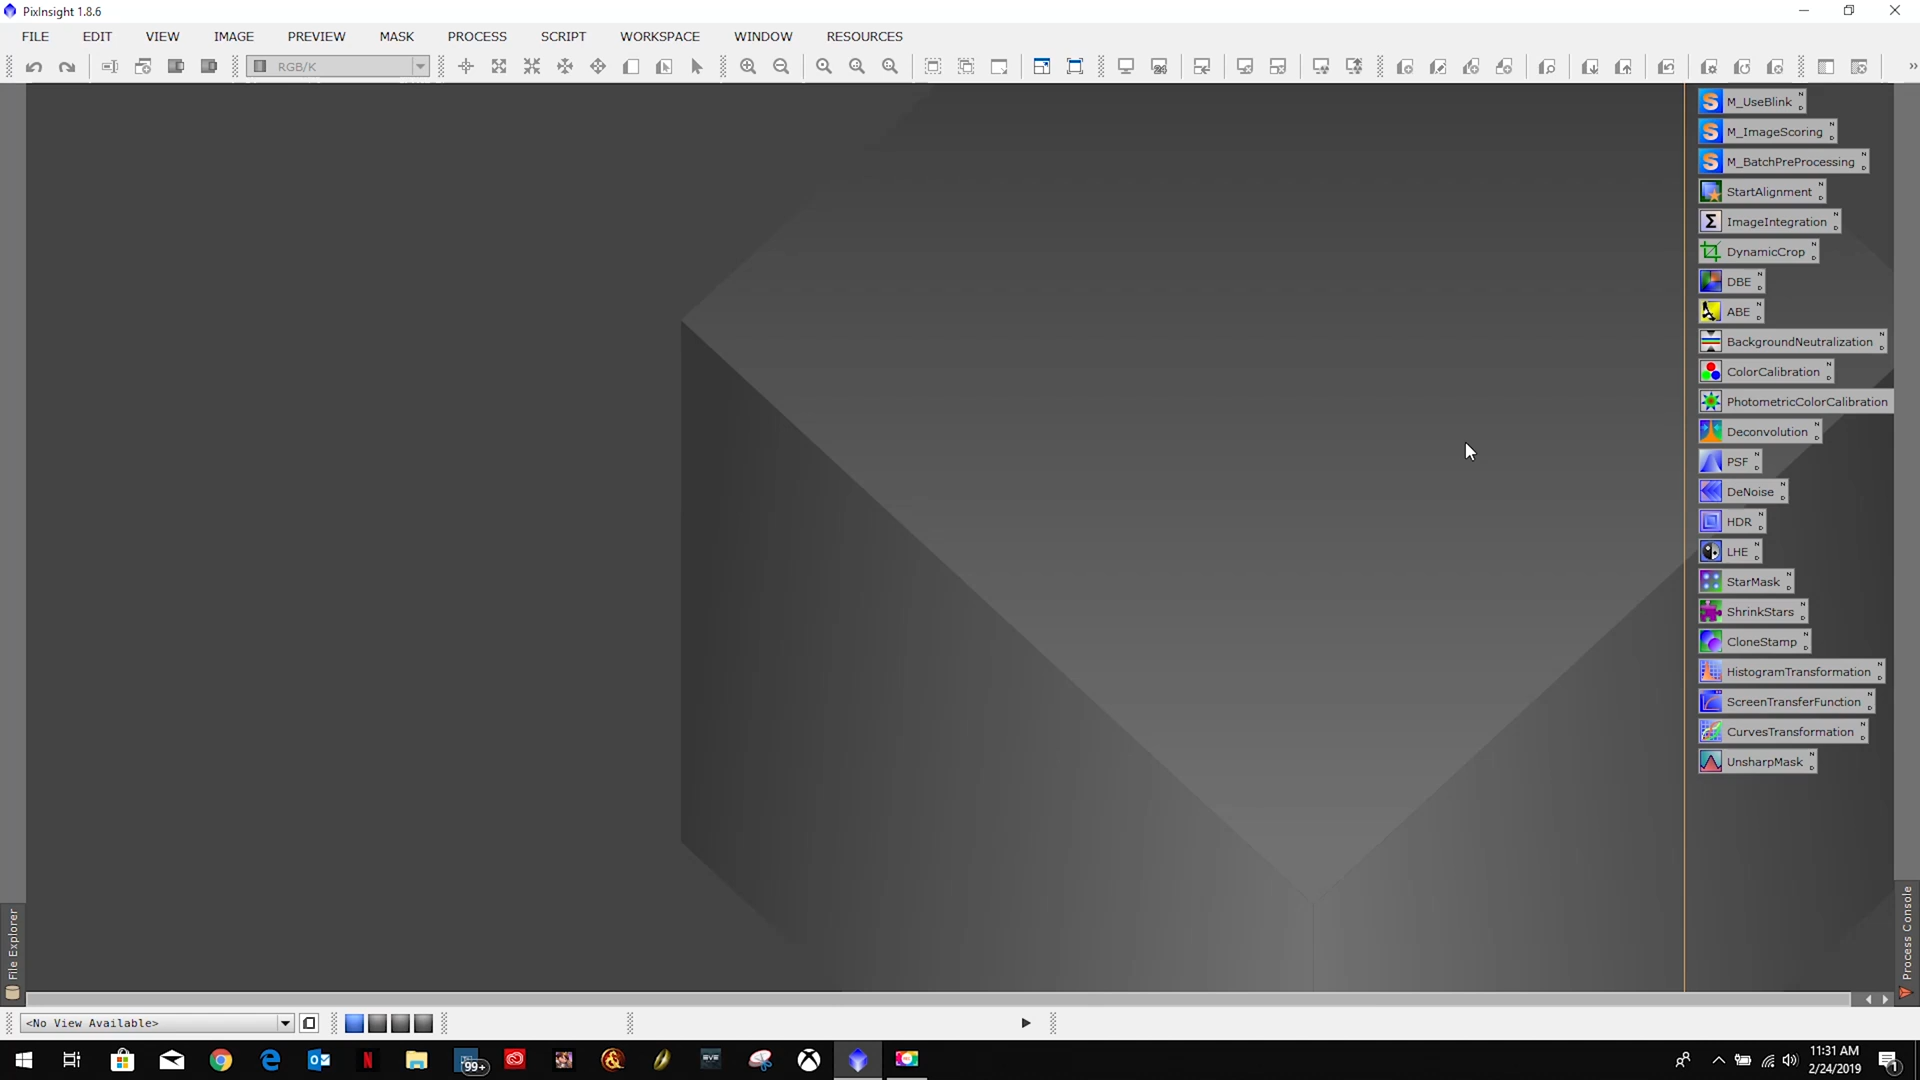 PixInsight 1.8.6
FILE EDIT VIEW IMAGE PREVIEW MASK PROCESS SCRIPT WORKSPACE WINDOW RESOURCES
RGB/K
M_UseBlink
M_ImageScoring
M_BatchPreProcessing
StartAlignment
ImageIntegration
DynamicCrop
DBE
ABE
BackgroundNeutralization
ColorCalibration
PhotometricColorCalibration
Deconvolution
PSF
DeNoise
HDR
LHE
StarMask
ShrinkStars
CloneStamp
HistogramTransformation
ScreenTransferFunction
CurvesTransformation
UnsharpMask
File Explorer
Process Console
<No View Available>
99+
11:31 AM
2/24/2019
1